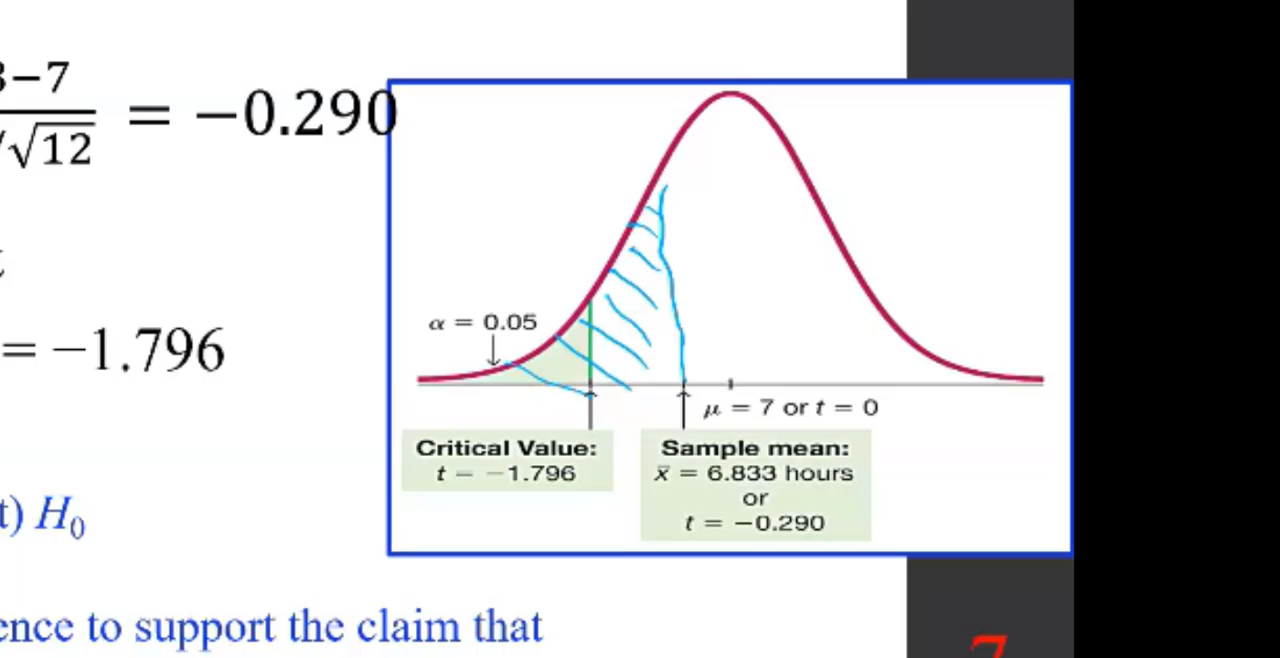 3−7
/√12
= −0.290
= −1.796
t) H₀
ence to support the claim that
α = 0.05
μ = 7 or t = 0
Critical Value:
t = −1.796
Sample mean:
x̄ = 6.833 hours
or
t = −0.290